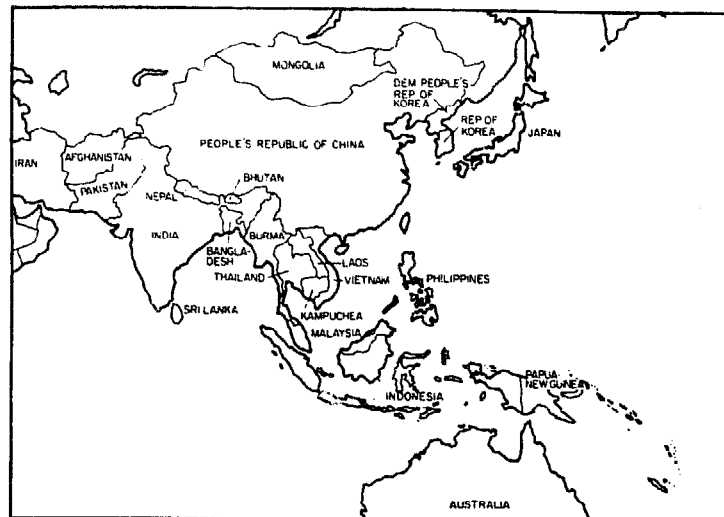 MONGOLIA
DEM PEOPLE'S
REP OF
KOREA
REP OF
KOREA
JAPAN
PEOPLE'S REPUBLIC OF CHINA
IRAN
AFGHANISTAN
PAKISTAN
NEPAL
BHUTAN
INDIA
BANGLA-
DESH
BURMA
LAOS
THAILAND
VIETNAM
PHILIPPINES
SRI LANKA
KAMPUCHEA
MALAYSIA
INDONESIA
PAPUA
NEW GUINEA
AUSTRALIA